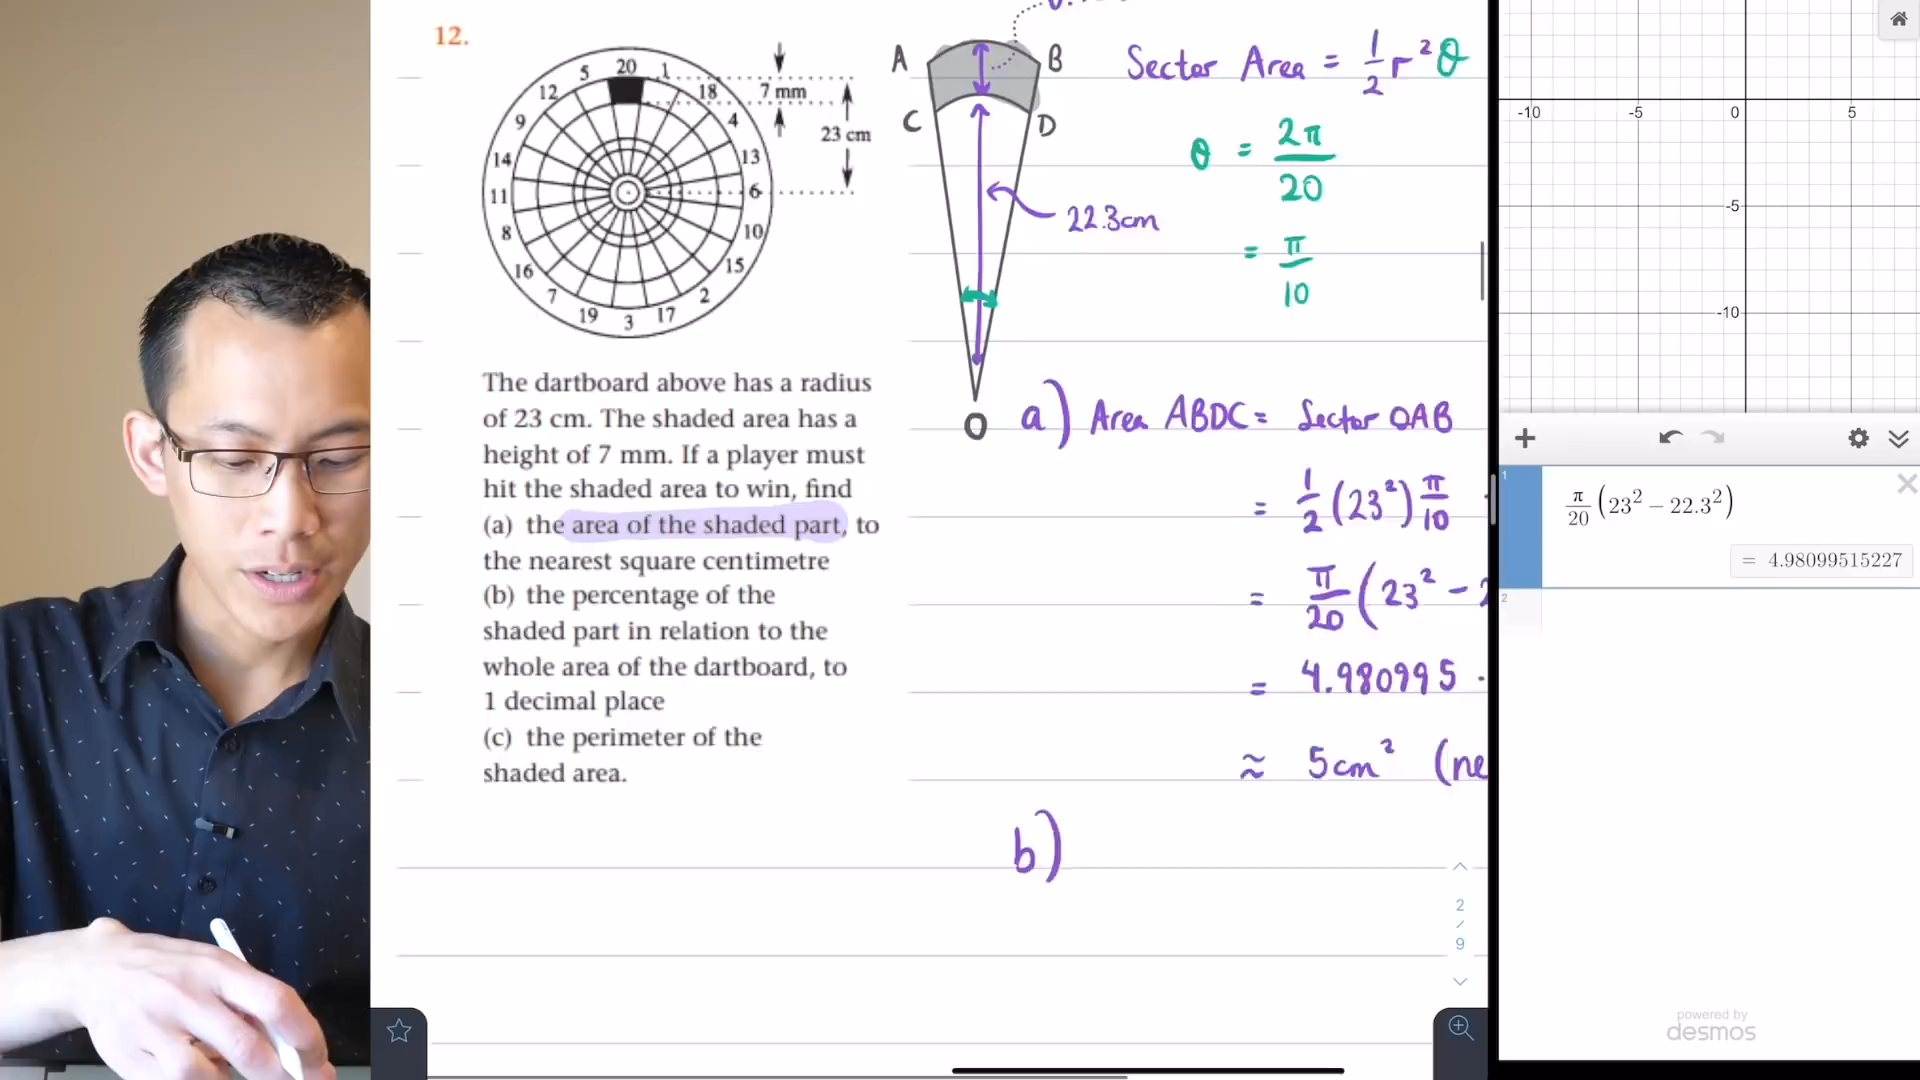 12.
20
1
18
4
13
6
10
15
2
17
3
19
7
16
8
11
14
9
12
5
7 mm
23 cm
A
B
C
D
O
22.3cm
Sector Area = 1/2 r²θ
θ = 2π/20
= π/10
The dartboard above has a radius
of 23 cm. The shaded area has a
height of 7 mm. If a player must
hit the shaded area to win, find
(a) the area of the shaded part, to
the nearest square centimetre
(b) the percentage of the
shaded part in relation to the
whole area of the dartboard, to
1 decimal place
(c) the perimeter of the
shaded area.
a) Area ABDC = Sector OAB
= 1/2 (23²) π/10
= π/20 (23² -
= 4.980995
≈ 5cm² (ne
b)
2
/
9
-10
-5
0
5
-5
-10
1
π/20 (23² − 22.3²)
= 4.98099515227
2
powered by
desmos